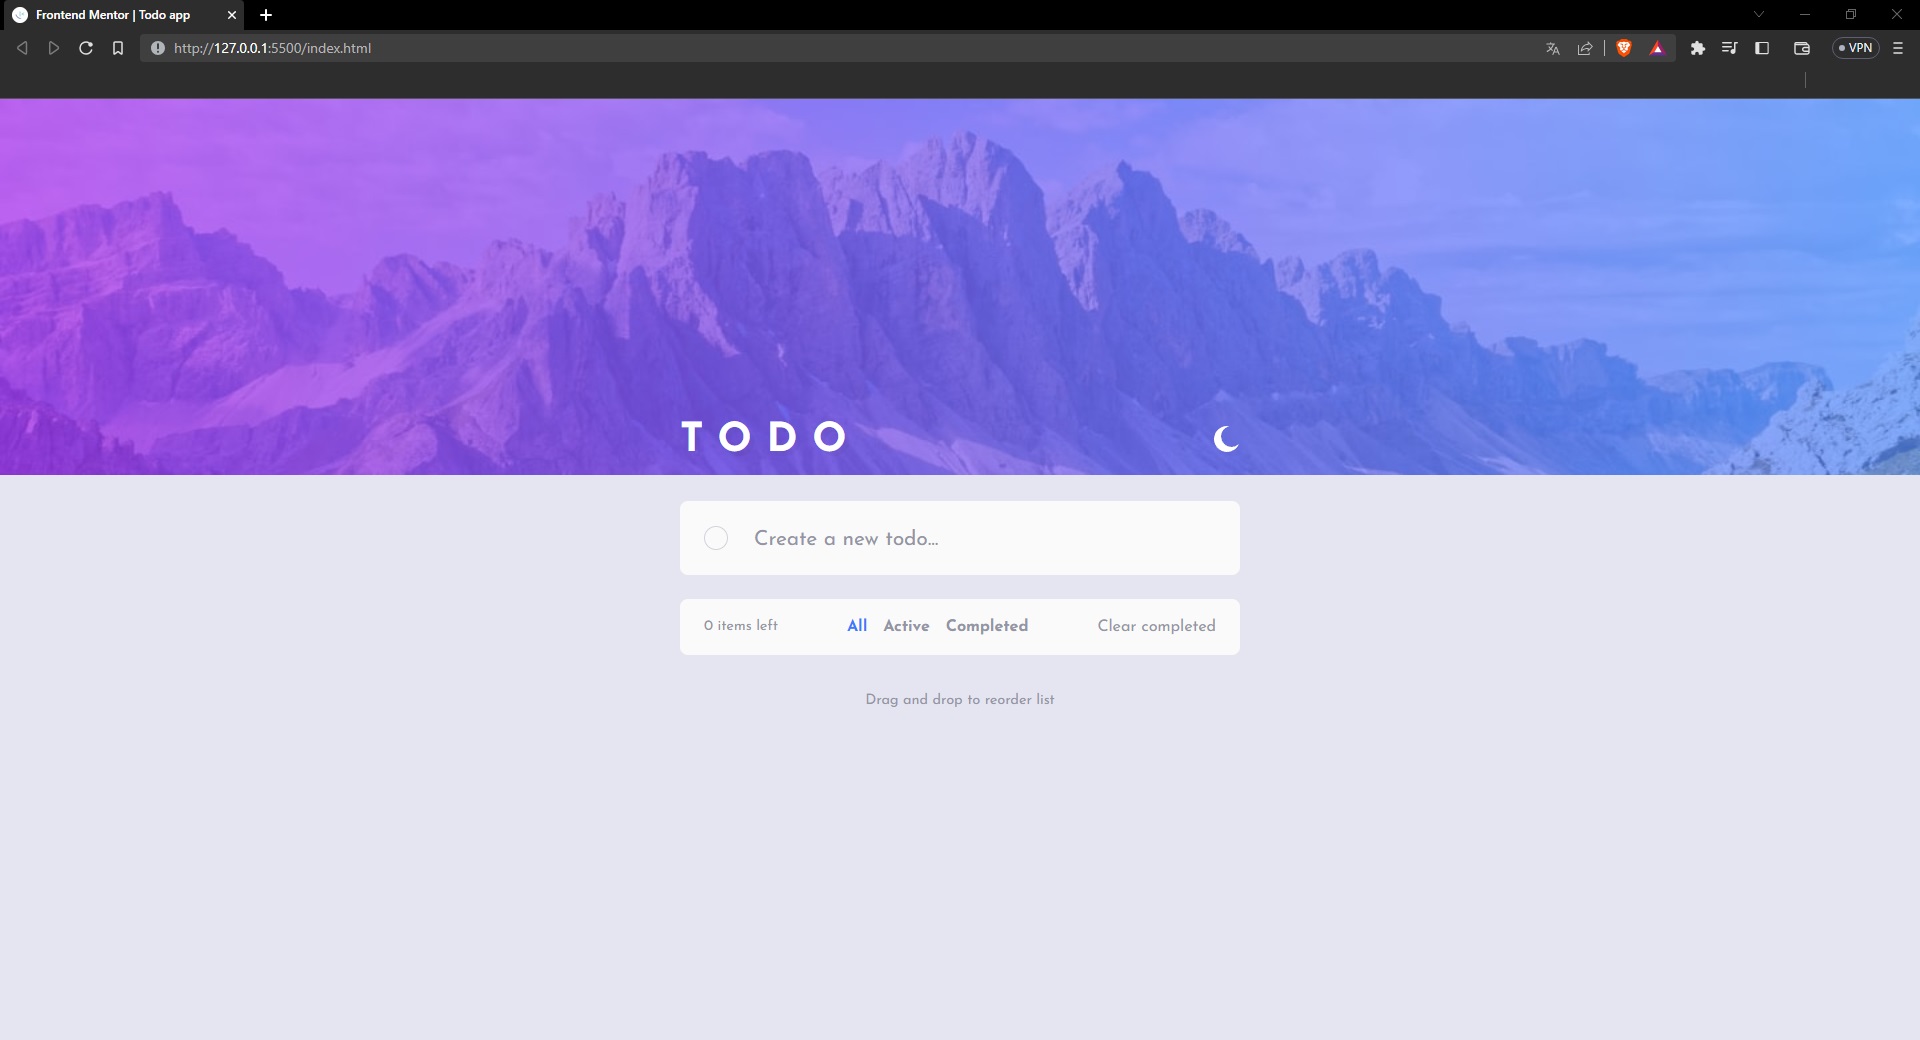 Frontend Mentor | Todo app
http://127.0.0.1:5500/index.html
VPN
TODO
Create a new todo...
0 items left All Active Completed Clear completed
Drag and drop to reorder list